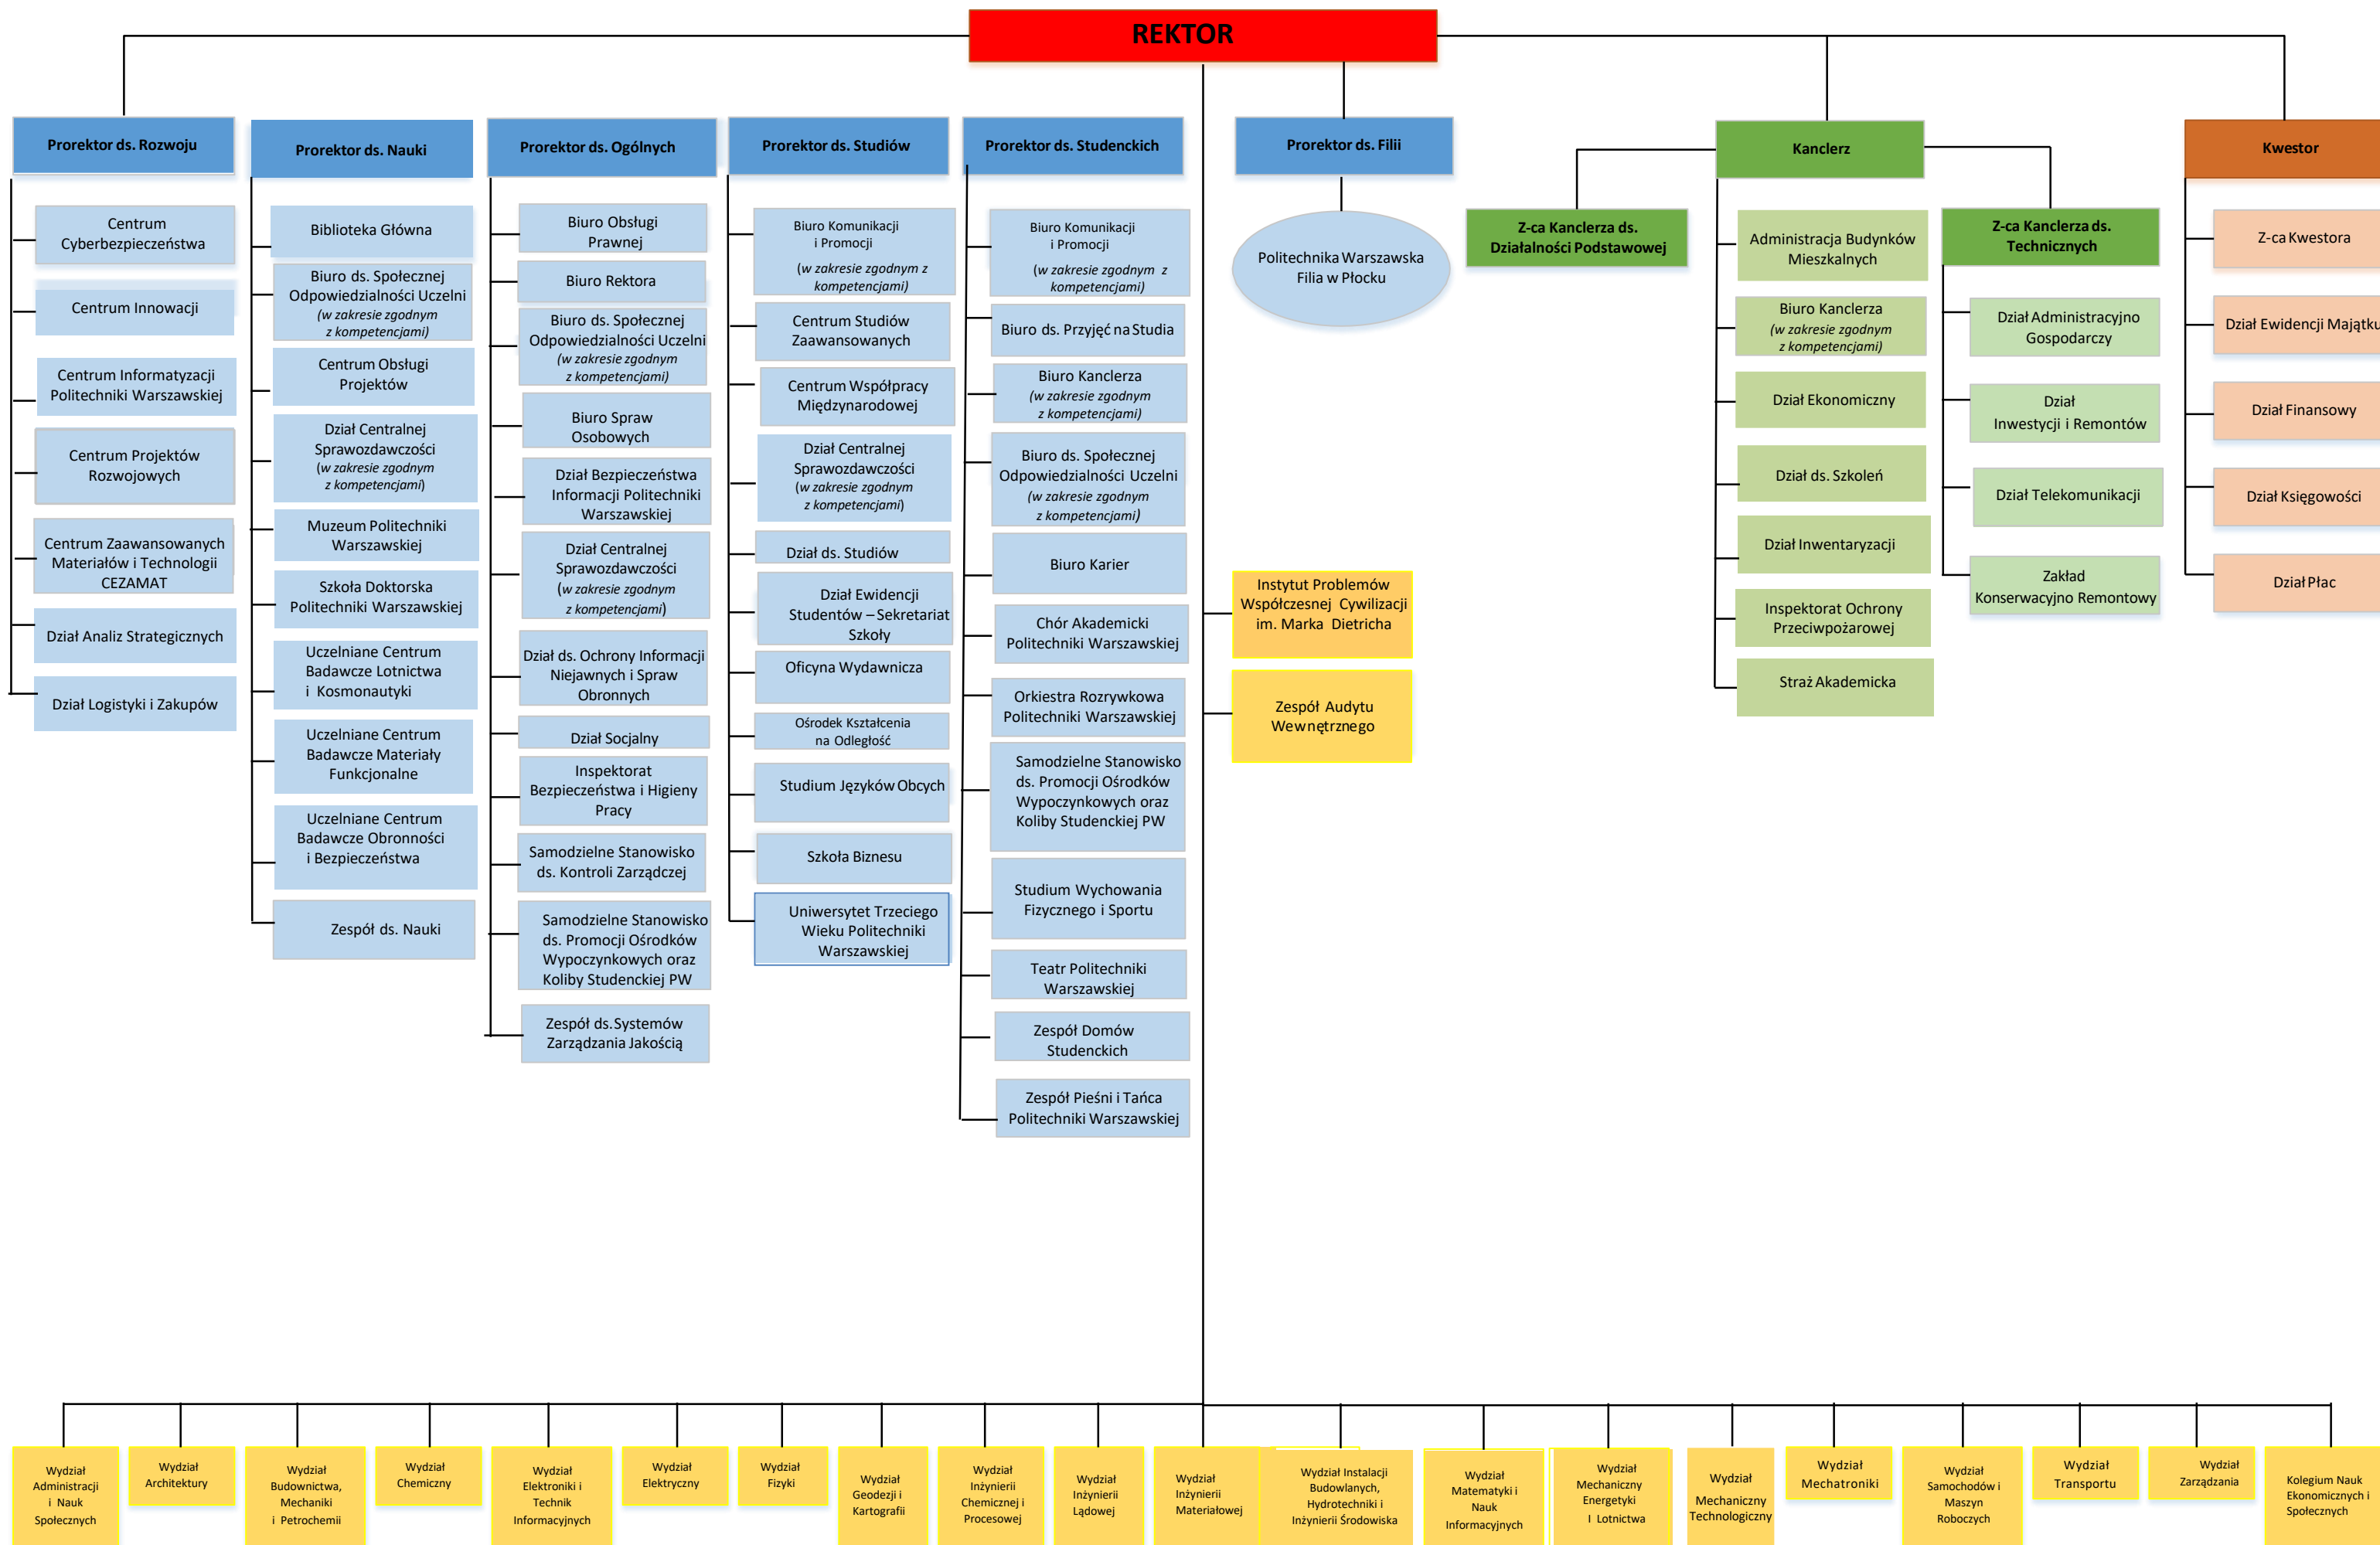 REKTOR
Prorektor ds. Rozwoju
Centrum
Cyberbezpieczeństwa
Centrum Innowacji
Centrum Informatyzacji
Politechniki Warszawskiej
Centrum Projektów
Rozwojowych
Centrum Zaawansowanych
Materiałów i Technologii
CEZAMAT
Dział Analiz Strategicznych
Dział Logistyki i Zakupów
Prorektor ds. Nauki
Biblioteka Główna
Biuro ds. Społecznej
Odpowiedzialności Uczelni
(w zakresie zgodnym
z kompetencjami)
Centrum Obsługi
Projektów
Dział Centralnej
Sprawozdawczości
(w zakresie zgodnym
z kompetencjami)
Muzeum Politechniki
Warszawskiej
Szkoła Doktorska
Politechniki Warszawskiej
Uczelniane Centrum
Badawcze Lotnictwa
i Kosmonautyki
Uczelniane Centrum
Badawcze Materiały
Funkcjonalne
Uczelniane Centrum
Badawcze Obronności
i Bezpieczeństwa
Zespół ds. Nauki
Prorektor ds. Ogólnych
Biuro Obsługi
Prawnej
Biuro Rektora
Biuro ds. Społecznej
Odpowiedzialności Uczelni
(w zakresie zgodnym
z kompetencjami)
Biuro Spraw
Osobowych
Dział Bezpieczeństwa
Informacji Politechniki
Warszawskiej
Dział Centralnej
Sprawozdawczości
(w zakresie zgodnym
z kompetencjami)
Dział ds. Ochrony Informacji
Niejawnych i Spraw
Obronnych
Dział Socjalny
Inspektorat
Bezpieczeństwa i Higieny
Pracy
Samodzielne Stanowisko
ds. Kontroli Zarządczej
Samodzielne Stanowisko
ds. Promocji Ośrodków
Wypoczynkowych oraz
Koliby Studenckiej PW
Zespół ds.Systemów
Zarządzania Jakością
Prorektor ds. Studiów
Biuro Komunikacji
i Promocji
(w zakresie zgodnym z
kompetencjami)
Centrum Studiów
Zaawansowanych
Centrum Współpracy
Międzynarodowej
Dział Centralnej
Sprawozdawczości
(w zakresie zgodnym
z kompetencjami)
Dział ds. Studiów
Dział Ewidencji
Studentów – Sekretariat
Szkoły
Oficyna Wydawnicza
Ośrodek Kształcenia
na Odległość
Studium Języków Obcych
Szkoła Biznesu
Uniwersytet Trzeciego
Wieku Politechniki
Warszawskiej
Prorektor ds. Studenckich
Biuro Komunikacji
i Promocji
(w zakresie zgodnym z
kompetencjami)
Biuro ds. Przyjęć na Studia
Biuro Kanclerza
(w zakresie zgodnym
z kompetencjami)
Biuro ds. Społecznej
Odpowiedzialności Uczelni
(w zakresie zgodnym
z kompetencjami)
Biuro Karier
Chór Akademicki
Politechniki Warszawskiej
Orkiestra Rozrywkowa
Politechniki Warszawskiej
Samodzielne Stanowisko
ds. Promocji Ośrodków
Wypoczynkowych oraz
Koliby Studenckiej PW
Studium Wychowania
Fizycznego i Sportu
Teatr Politechniki
Warszawskiej
Zespół Domów
Studenckich
Zespół Pieśni i Tańca
Politechniki Warszawskiej
Prorektor ds. Filii
Politechnika Warszawska
Filia w Płocku
Instytut Problemów
Współczesnej Cywilizacji
im. Marka Dietricha
Zespół Audytu
Wewnętrznego
Kanclerz
Z-ca Kanclerza ds.
Działalności Podstawowej
Administracja Budynków
Mieszkalnych
Biuro Kanclerza
(w zakresie zgodnym
z kompetencjami)
Dział Ekonomiczny
Dział ds. Szkoleń
Dział Inwentaryzacji
Inspektorat Ochrony
Przeciwpożarowej
Straż Akademicka
Z-ca Kanclerza ds.
Technicznych
Dział Administracyjno
Gospodarczy
Dział
Inwestycji i Remontów
Dział Telekomunikacji
Zakład
Konserwacyjno Remontowy
Kwestor
Z-ca Kwestora
Dział Ewidencji Majątku
Dział Finansowy
Dział Księgowości
Dział Płac
Wydział
Administracji
i Nauk
Społecznych
Wydział
Architektury
Wydział
Budownictwa,
Mechaniki
i Petrochemii
Wydział
Chemiczny
Wydział
Elektroniki i
Technik
Informacyjnych
Wydział
Elektryczny
Wydział
Fizyki
Wydział
Geodezji i
Kartografii
Wydział
Inżynierii
Chemicznej i
Procesowej
Wydział
Inżynierii
Lądowej
Wydział
Inżynierii
Materiałowej
Wydział Instalacji
Budowlanych,
Hydrotechniki i
Inżynierii Środowiska
Wydział
Matematyki i
Nauk
Informacyjnych
Wydział
Mechaniczny
Energetyki
I Lotnictwa
Wydział
Mechaniczny
Technologiczny
Wydział
Mechatroniki
Wydział
Samochodów i
Maszyn
Roboczych
Wydział
Transportu
Wydział
Zarządzania
Kolegium Nauk
Ekonomicznych i
Społecznych